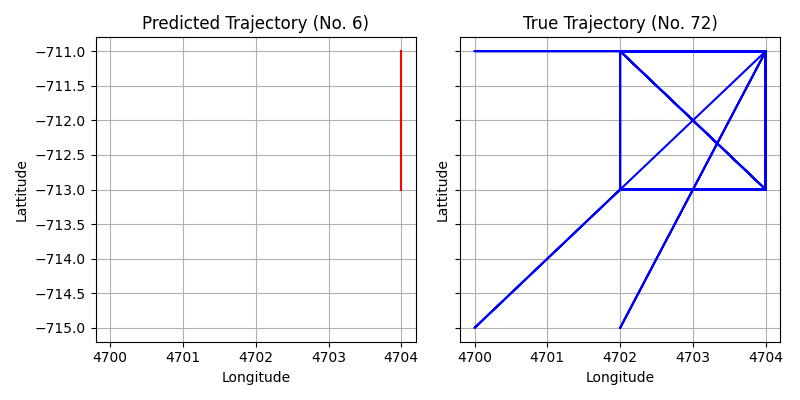 Predicted Trajectory (No. 6)
True Trajectory (No. 72)
Lattitude
−711.0
−711.5
−712.0
−712.5
−713.0
−713.5
−714.0
−714.5
−715.0
4700 4701 4702 4703 4704
Longitude
Lattitude
4700 4701 4702 4703 4704
Longitude